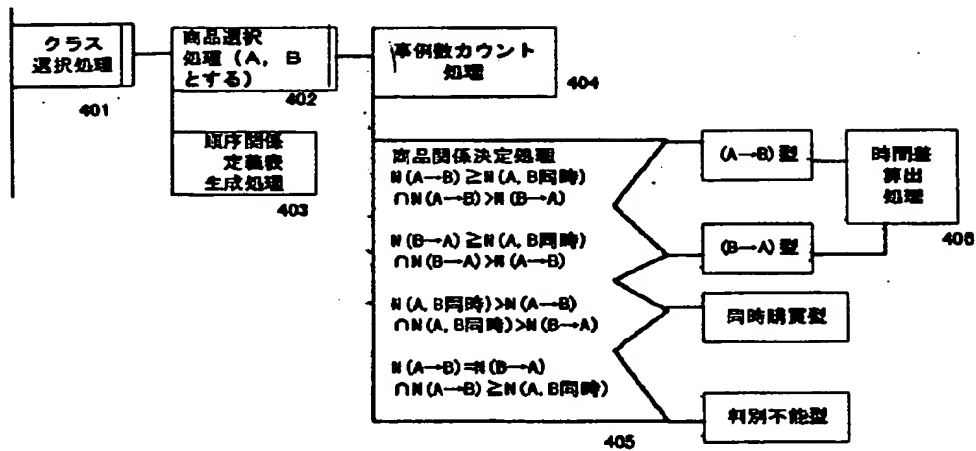 クラス
選択処理
401
商品選択
処理（A, B
とする）
402
順序関係
定義表
生成処理
403
事例数カウント
処理
404
商品関係決定処理
N(A→B)≧N(A, B同時)
∩N(A→B)>N(B→A)
N(B→A)≧N(A, B同時)
∩N(B→A)>N(A→B)
N(A, B同時)>N(A→B)
∩N(A, B同時)>N(B→A)
N(A→B)=N(B→A)
∩N(A→B)≧N(A, B同時)
405
(A→B)型
(B→A)型
同時購買型
判別不能型
時間差
算出
処理
406